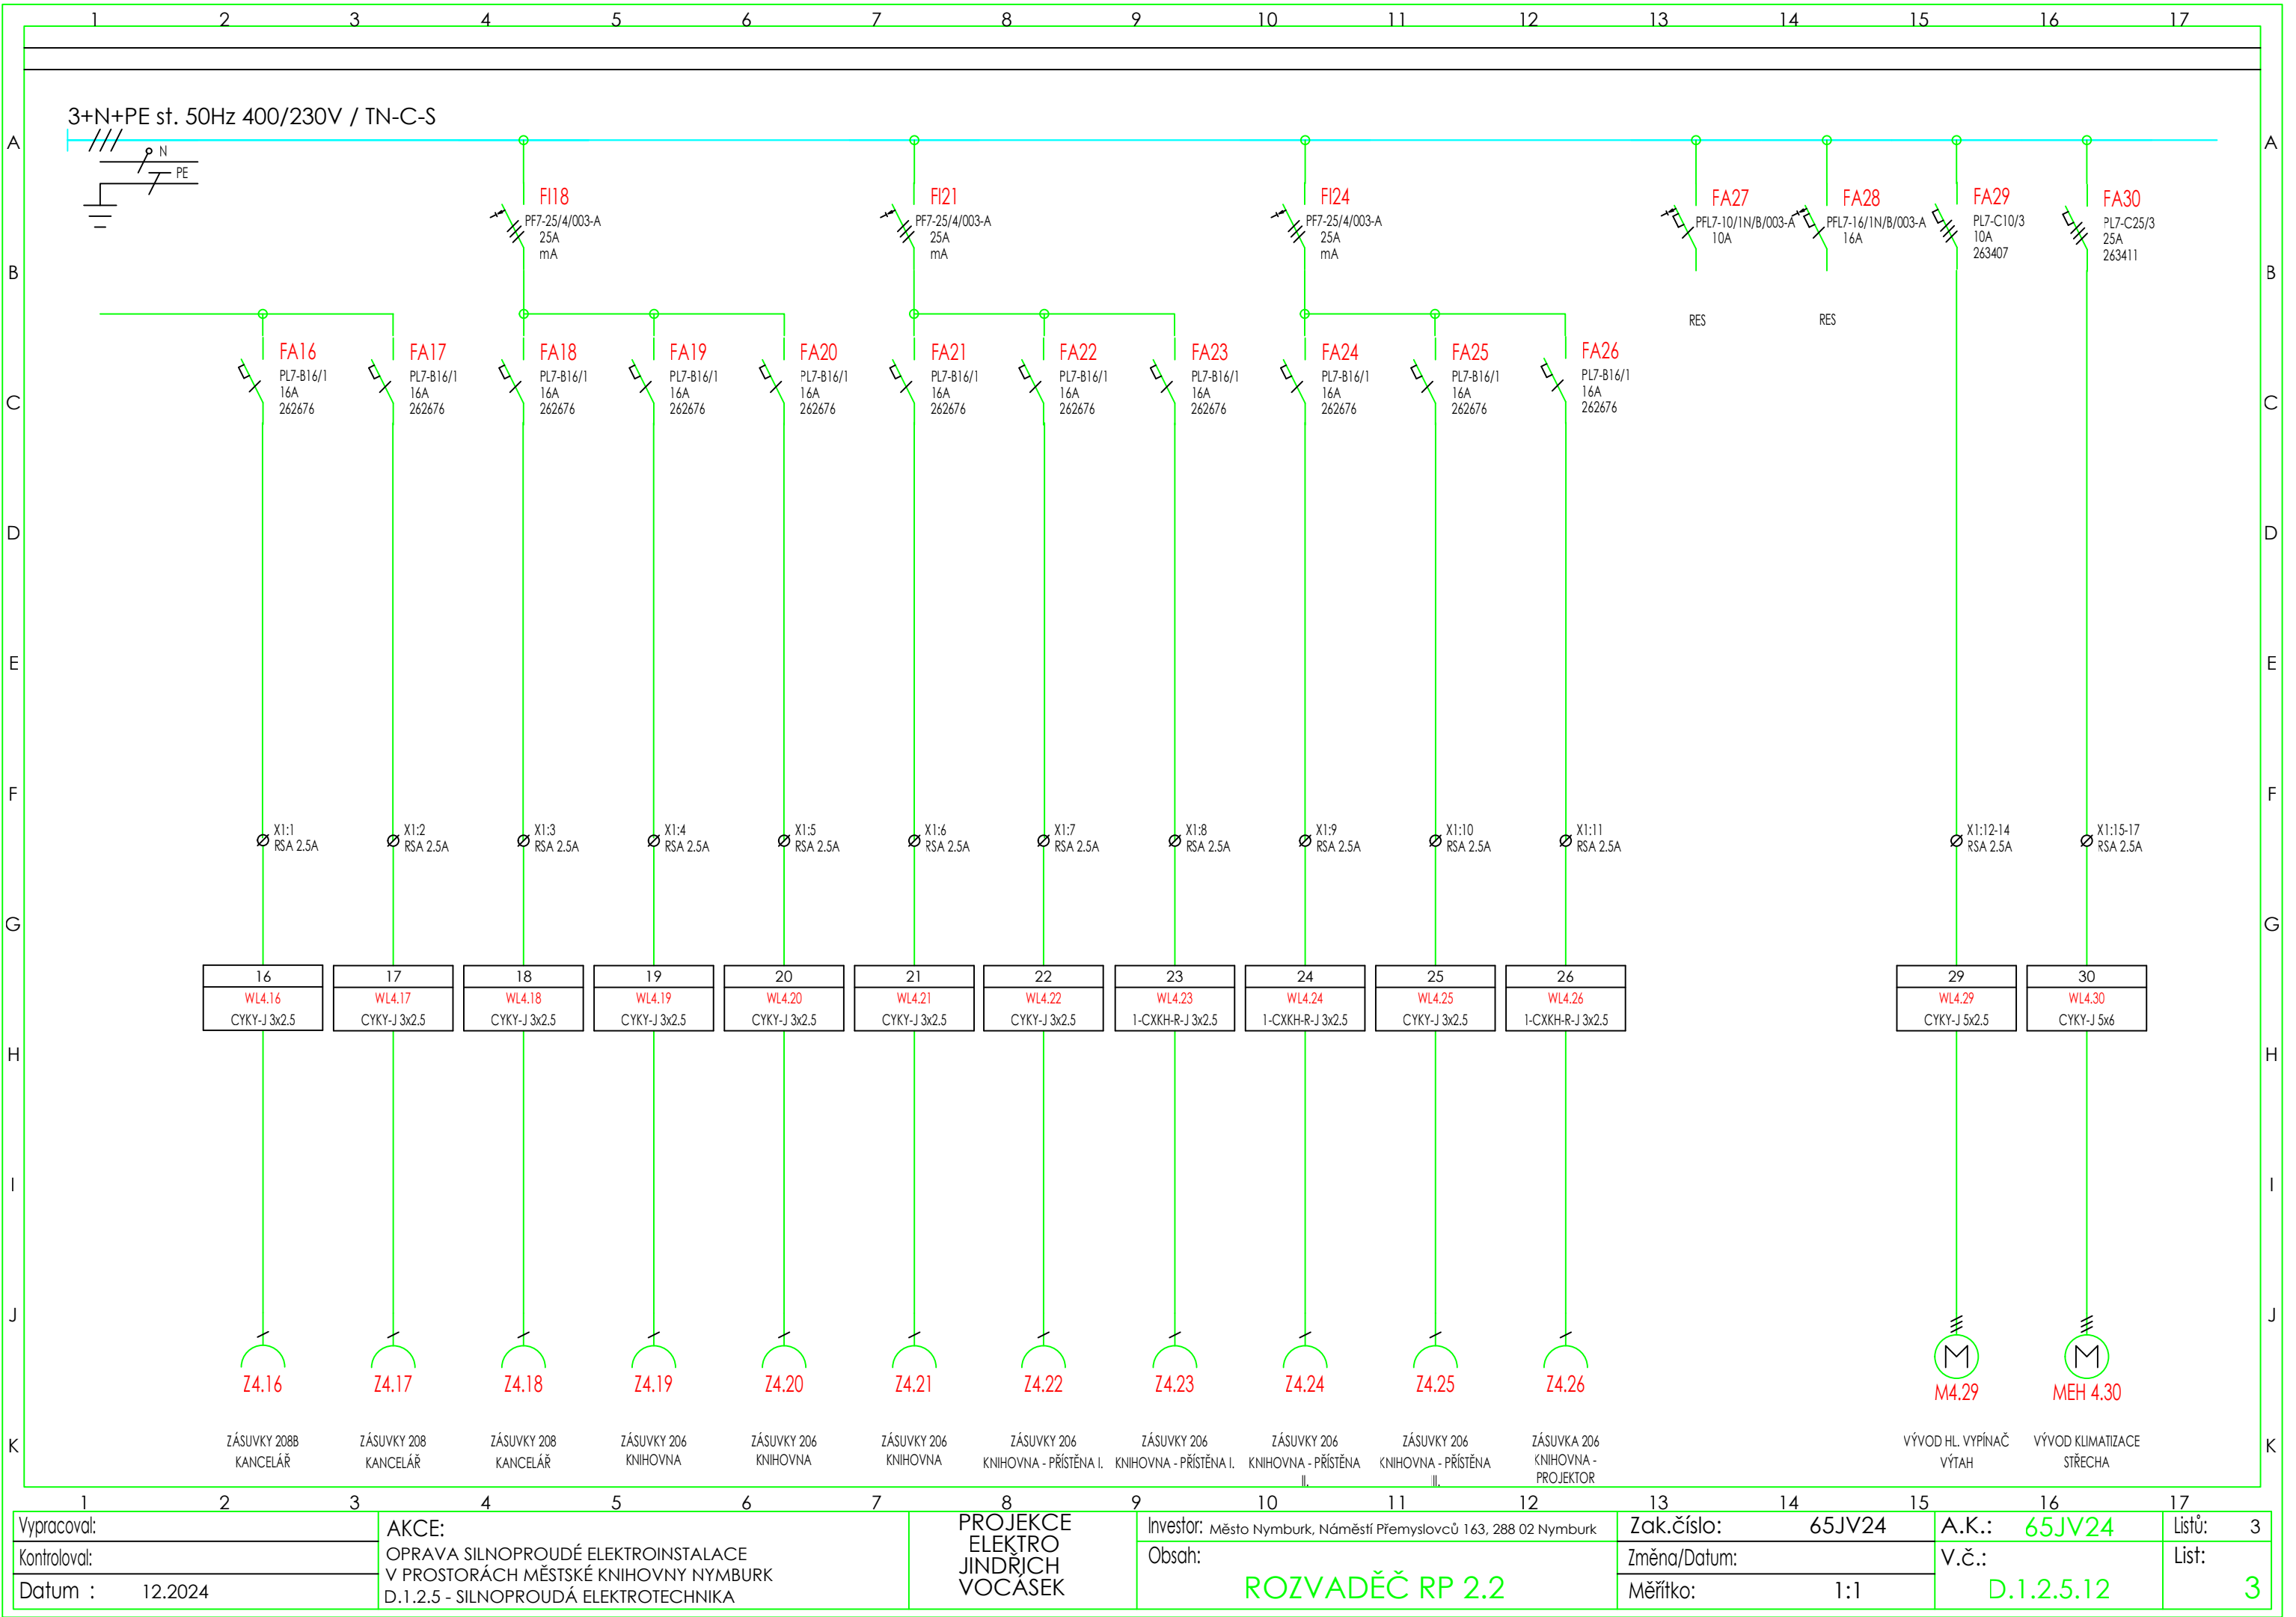 1 2 3 4 5 6 7 8 9 10 11 12 13 14 15 16 17
3+N+PE st. 50Hz 400/230V / TN-C-S
A A
N
PE
FI18
PF7-25/4/003-A
25A
mA
FI21
PF7-25/4/003-A
25A
mA
FI24
PF7-25/4/003-A
25A
mA
FA27
PFL7-10/1N/B/003-A
10A
RES
FA28
PFL7-16/1N/B/003-A
16A
RES
FA29
PL7-C10/3
10A
263407
FA30
PL7-C25/3
25A
263411
B B
FA16
PL7-B16/1
16A
262676
FA17
PL7-B16/1
16A
262676
FA18
PL7-B16/1
16A
262676
FA19
PL7-B16/1
16A
262676
FA20
PL7-B16/1
16A
262676
FA21
PL7-B16/1
16A
262676
FA22
PL7-B16/1
16A
262676
FA23
PL7-B16/1
16A
262676
FA24
PL7-B16/1
16A
262676
FA25
PL7-B16/1
16A
262676
FA26
PL7-B16/1
16A
262676
C C
D D
E E
F F
X1:1
RSA 2.5A
X1:2
RSA 2.5A
X1:3
RSA 2.5A
X1:4
RSA 2.5A
X1:5
RSA 2.5A
X1:6
RSA 2.5A
X1:7
RSA 2.5A
X1:8
RSA 2.5A
X1:9
RSA 2.5A
X1:10
RSA 2.5A
X1:11
RSA 2.5A
X1:12-14
RSA 2.5A
X1:15-17
RSA 2.5A
G G
16
WL4.16
CYKY-J 3x2.5
17
WL4.17
CYKY-J 3x2.5
18
WL4.18
CYKY-J 3x2.5
19
WL4.19
CYKY-J 3x2.5
20
WL4.20
CYKY-J 3x2.5
21
WL4.21
CYKY-J 3x2.5
22
WL4.22
CYKY-J 3x2.5
23
WL4.23
1-CXKH-R-J 3x2.5
24
WL4.24
1-CXKH-R-J 3x2.5
25
WL4.25
CYKY-J 3x2.5
26
WL4.26
1-CXKH-R-J 3x2.5
29
WL4.29
CYKY-J 5x2.5
30
WL4.30
CYKY-J 5x6
H H
I I
J J
Z4.16
ZÁSUVKY 208B
KANCELÁŘ
Z4.17
ZÁSUVKY 208
KANCELÁŘ
Z4.18
ZÁSUVKY 208
KANCELÁŘ
Z4.19
ZÁSUVKY 206
KNIHOVNA
Z4.20
ZÁSUVKY 206
KNIHOVNA
Z4.21
ZÁSUVKY 206
KNIHOVNA
Z4.22
ZÁSUVKY 206
KNIHOVNA - PŘÍSTĚNA I.
Z4.23
ZÁSUVKY 206
KNIHOVNA - PŘÍSTĚNA I.
Z4.24
ZÁSUVKY 206
KNIHOVNA - PŘÍSTĚNA
II.
Z4.25
ZÁSUVKY 206
KNIHOVNA - PŘÍSTĚNA
II.
Z4.26
ZÁSUVKA 206
KNIHOVNA -
PROJEKTOR
M
M4.29
VÝVOD HL. VYPÍNAČ
VÝTAH
M
MEH 4.30
VÝVOD KLIMATIZACE
STŘECHA
K K
1 2 3 4 5 6 7 8 9 10 11 12 13 14 15 16 17
Vypracoval:
Kontroloval:
Datum : 12.2024
AKCE:
OPRAVA SILNOPROUDÉ ELEKTROINSTALACE
V PROSTORÁCH MĚSTSKÉ KNIHOVNY NYMBURK
D.1.2.5 - SILNOPROUDÁ ELEKTROTECHNIKA
PROJEKCE
ELEKTRO
JINDŘICH
VOCÁSEK
Investor: Město Nymburk, Náměstí Přemyslovců 163, 288 02 Nymburk
Obsah:
ROZVADĚČ RP 2.2
Zak.číslo: 65JV24
Změna/Datum:
Měřítko: 1:1
A.K.: 65JV24
V.č.:
D.1.2.5.12
Listů: 3
List:
3